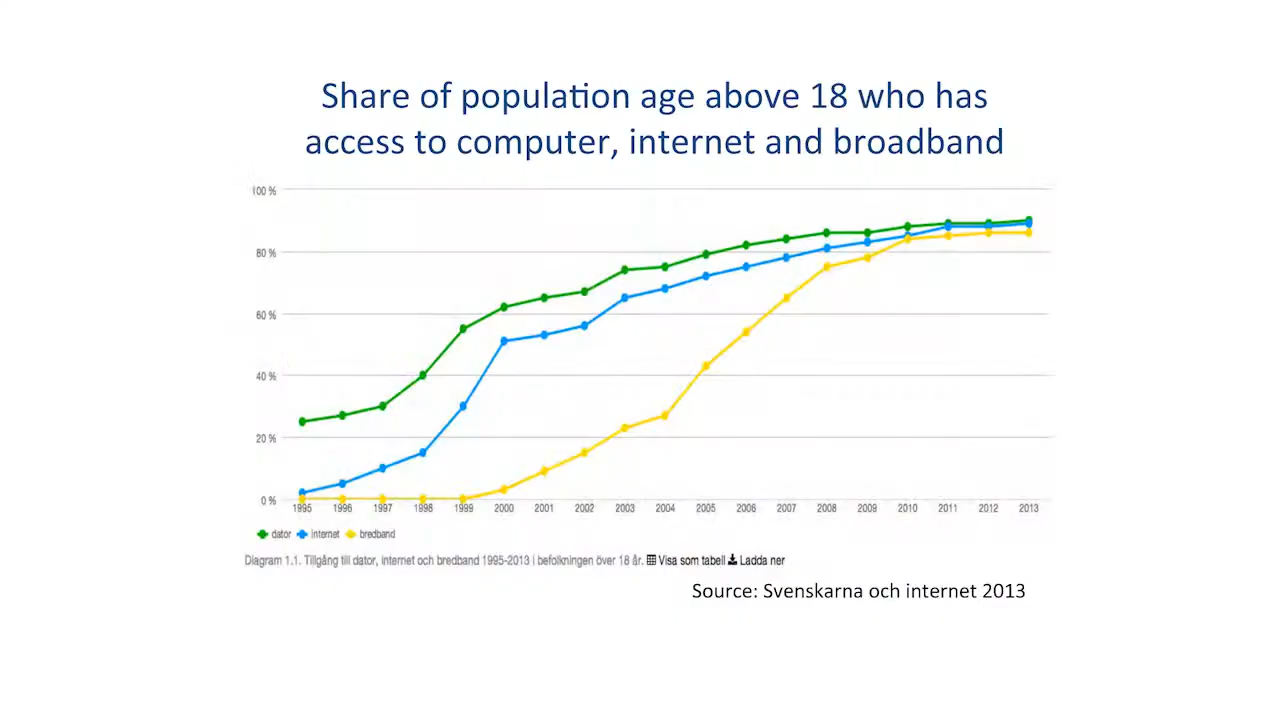 Share of population age above 18 who has
access to computer, internet and broadband
100 %
80 %
60 %
40 %
20 %
0 %
1995 1996 1997 1998 1999 2000 2001 2002 2003 2004 2005 2006 2007 2008 2009 2010 2011 2012 2013
dator internet bredband
Diagram 1.1. Tillgång till dator, internet och bredband 1995-2013 i befolkningen över 18 år. Visa som tabell Ladda ner
Source: Svenskarna och internet 2013